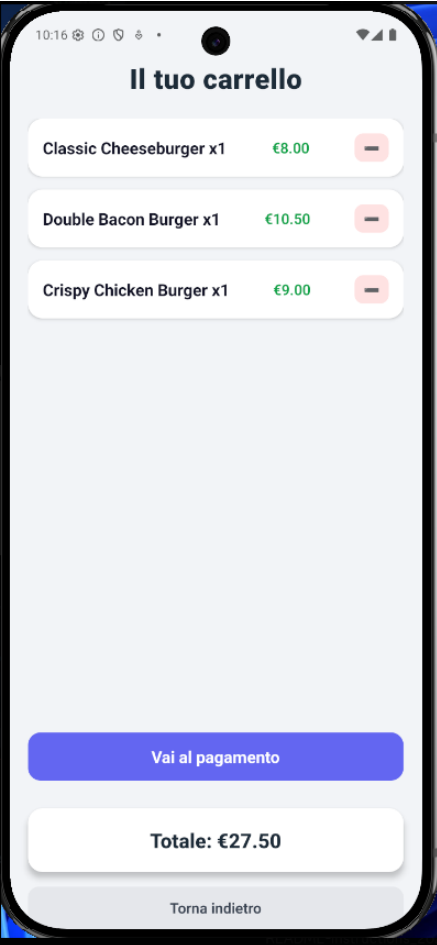 10:16
Il tuo carrello
Classic Cheeseburger x1 €8.00
Double Bacon Burger x1 €10.50
Crispy Chicken Burger x1 €9.00
Vai al pagamento
Totale: €27.50
Torna indietro